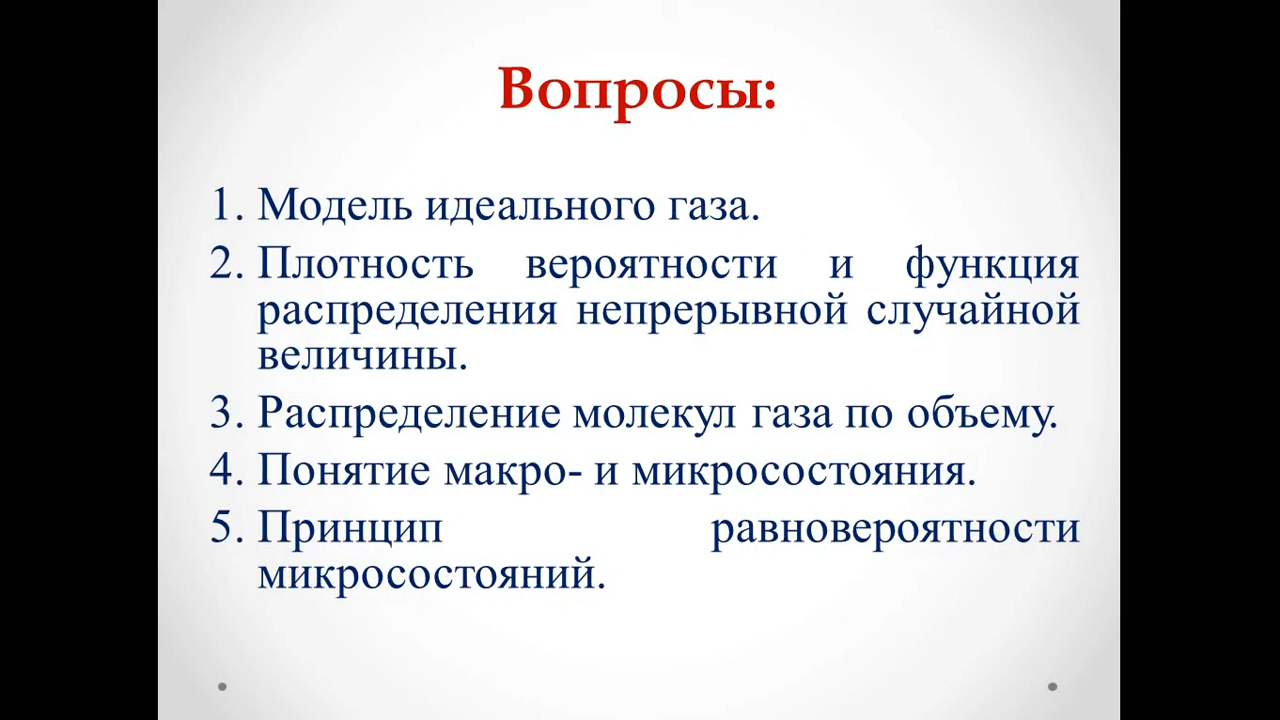 Вопросы:
1. Модель идеального газа.
2. Плотность вероятности и функция
распределения непрерывной случайной
величины.
3. Распределение молекул газа по объему.
4. Понятие макро- и микросостояния.
5. Принцип равновероятности
микросостояний.